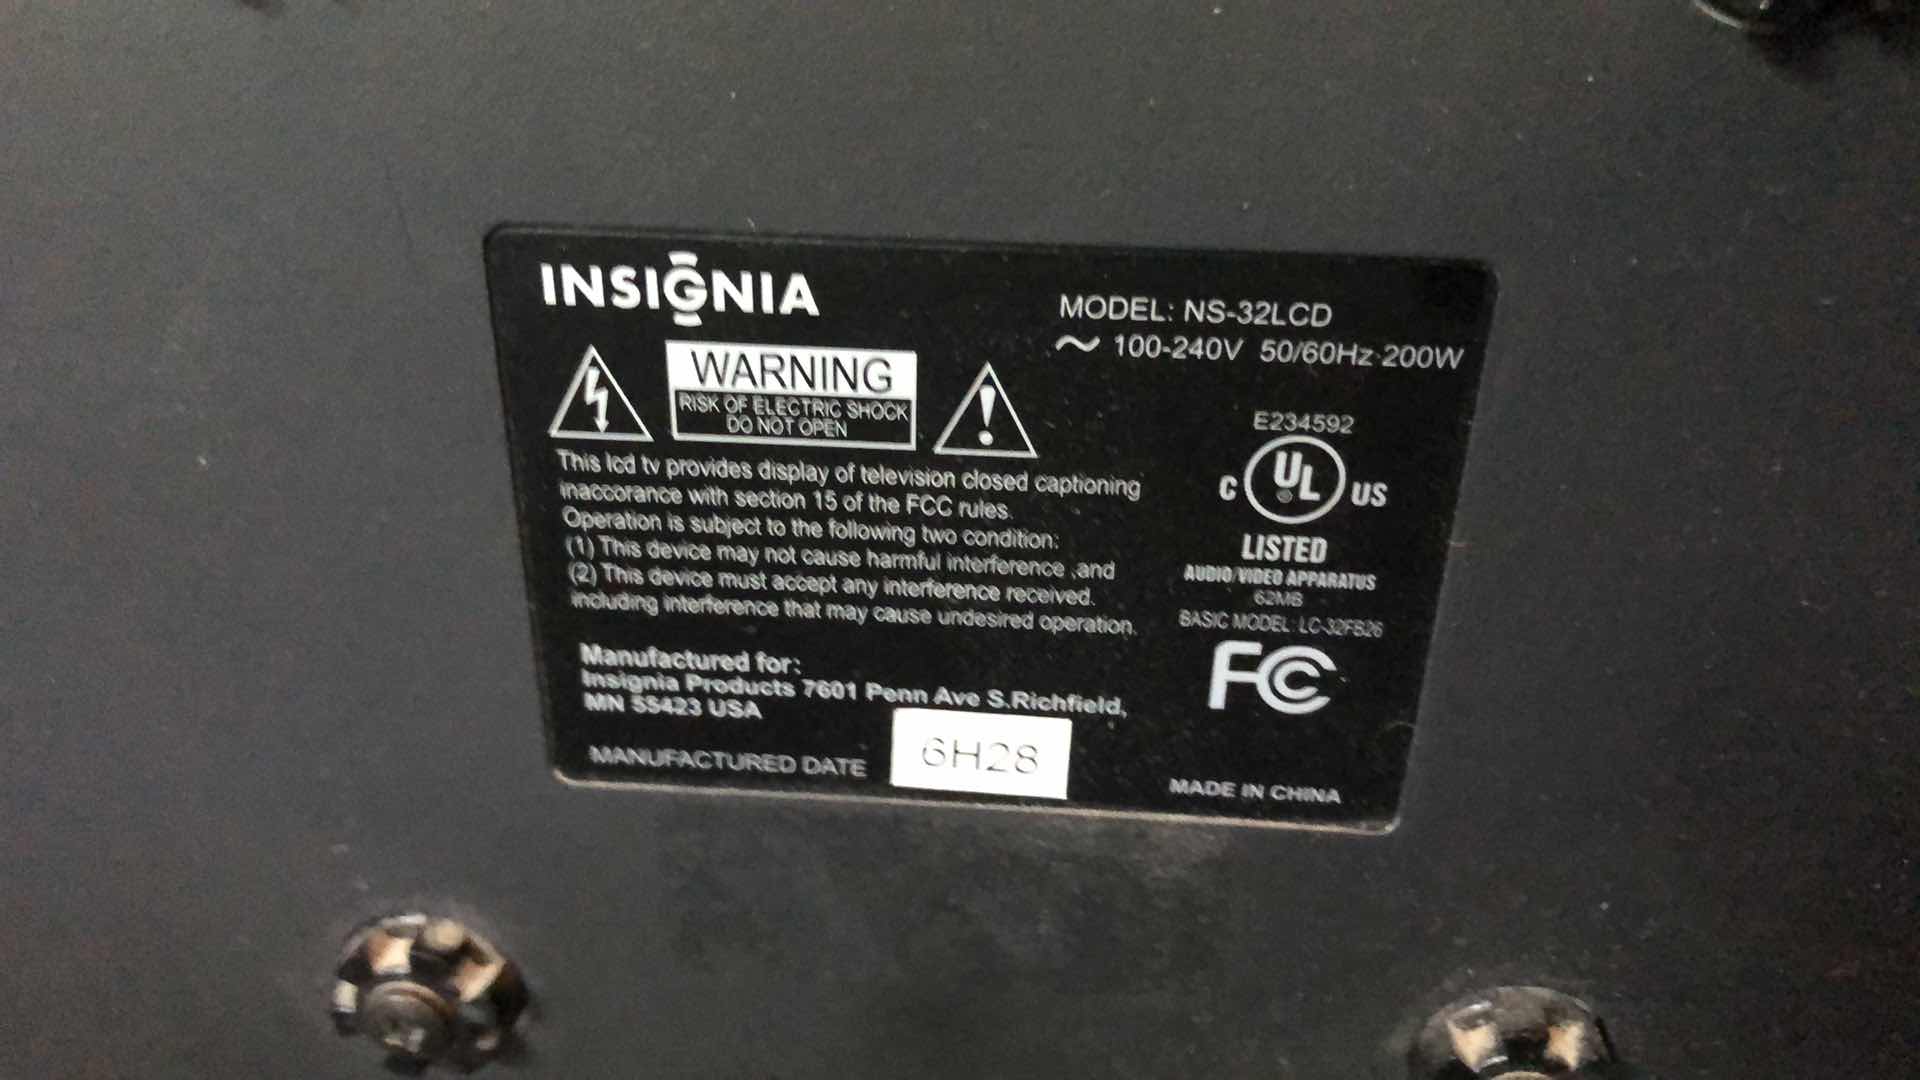 INSIGNIA
MODEL: NS-32LCD
~ 100-240V 50/60Hz 200W
WARNING
RISK OF ELECTRIC SHOCK
DO NOT OPEN
This lcd tv provides display of television closed captioning
inaccorance with section 15 of the FCC rules.
Operation is subject to the following two condition:
(1) This device may not cause harmful interference ,and
(2) This device must accept any interference received.
including interference that may cause undesired operation.
E234592
C UL US
LISTED
AUDIO/VIDEO APPARATUS
62MB
BASIC MODEL: LC-32FB26
FCC
Manufactured for:
Insignia Products 7601 Penn Ave S.Richfield,
MN 55423 USA
MANUFACTURED DATE 6H28
MADE IN CHINA